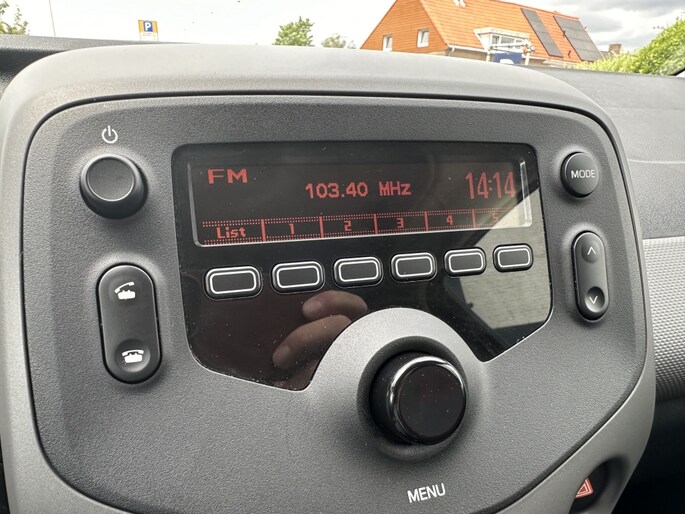 P
FM
103.40 MHz
14:14
MODE
List 1 2 3 4 5
MENU